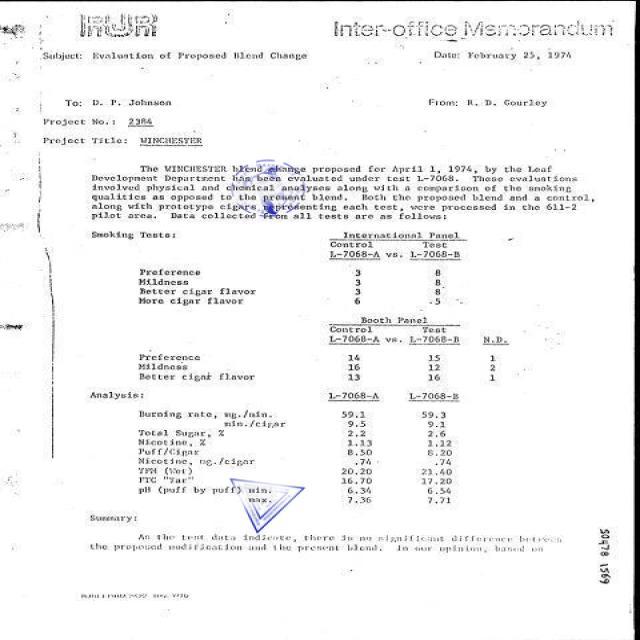 RJR Inter-office Memorandum
Subject: Evaluation of Proposed Blend Change Date: February 25, 1974
To: D. P. Johnson From: R. D. Gourley
Project No.: 2384
Project Title: WINCHESTER
The WINCHESTER blend change proposed for April 1, 1974, by the Leaf
Development Department has been evaluated under test L-7068. These evaluations
involved physical and chemical analyses along with a comparison of the smoking
qualities as opposed to the present blend. Both the proposed blend and a control,
along with prototype cigars representing each test, were processed in the 611-2
pilot area. Data collected from all tests are as follows:
Smoking Tests: International Panel
Control Test
L-7068-A vs. L-7068-B
Preference 3 8
Mildness 3 8
Better cigar flavor 3 8
More cigar flavor 6 5
Booth Panel
Control Test
L-7068-A vs. L-7068-B N.D.
Preference 14 15 1
Mildness 16 12 2
Better cigar flavor 13 16 1
Analysis: L-7068-A L-7068-B
Burning rate, mg./min. 59.1 59.3
min./cigar 9.5 9.1
Total Sugar, % 2.2 2.6
Nicotine, % 1.13 1.12
Puff/Cigar 8.50 8.20
Nicotine, mg./cigar .74 .74
TPM (Wet) 20.20 21.40
FTC "Tar" 16.70 17.20
pH (puff by puff) min. 6.34 6.54
max. 7.36 7.71
Summary:
As the test data indicate, there is no significant difference between
the proposed modification and the present blend. In our opinion, based on
50478 1569